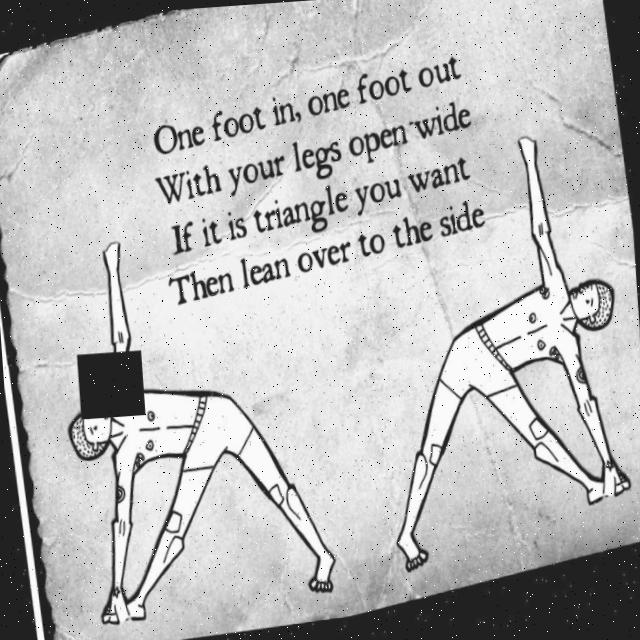 One foot in, one foot out
With your legs open wide
If it is triangle you want
Then lean over to the side